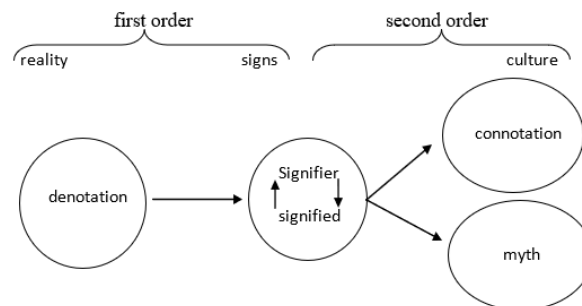 first order second order
reality signs culture
connotation
denotation
Signifier
signified
myth